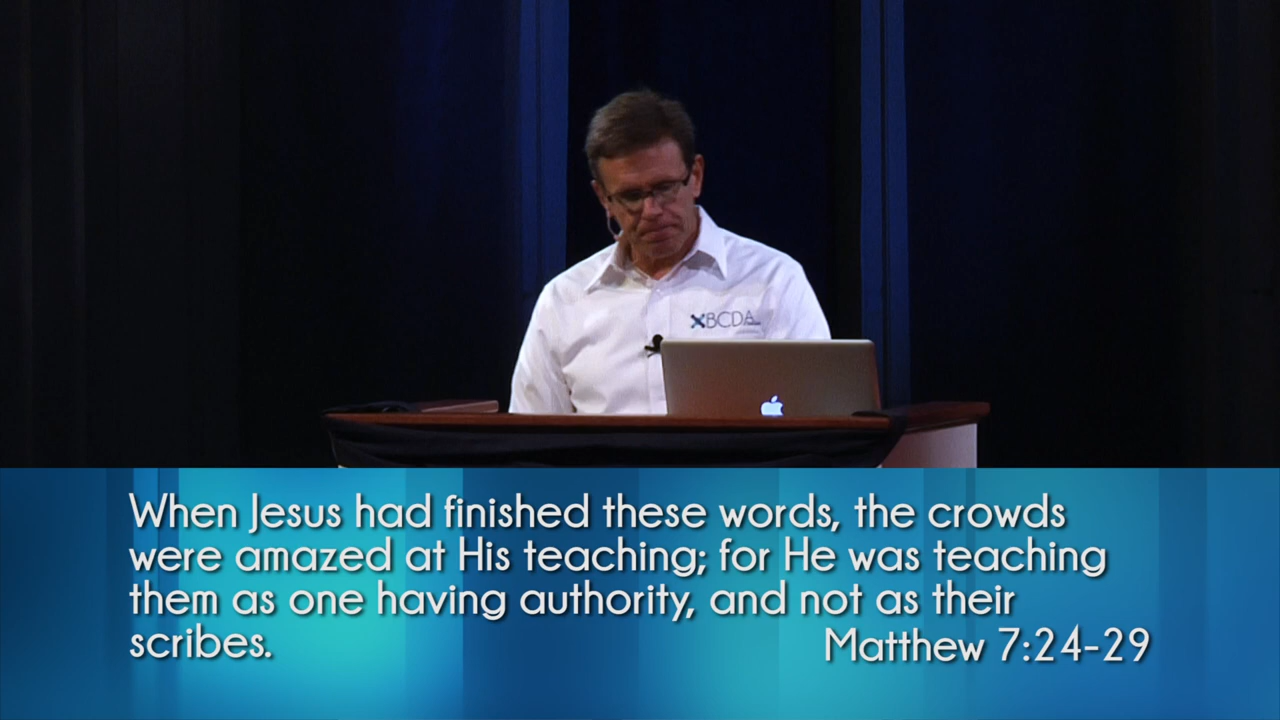 BCDA
When Jesus had finished these words, the crowds
were amazed at His teaching; for He was teaching
them as one having authority, and not as their
scribes.
Matthew 7:24-29